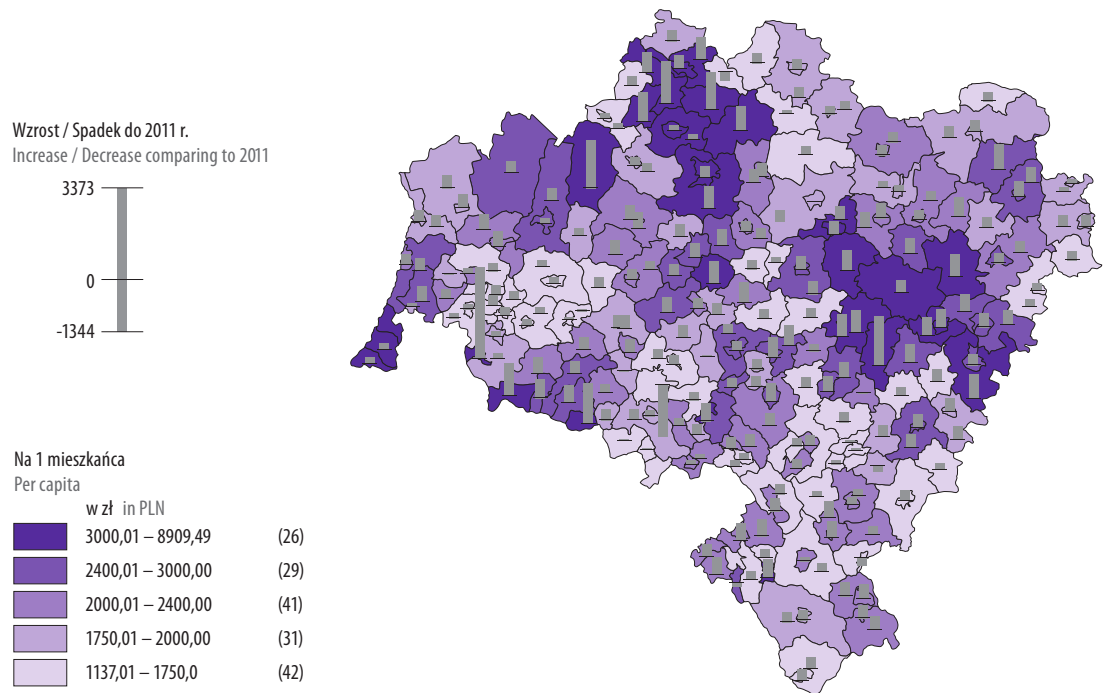 Wzrost / Spadek do 2011 r.
Increase / Decrease comparing to 2011
3373
0
-1344
Na 1 mieszkańca
Per capita
w zł in PLN
3000,01 – 8909,49 (26)
2400,01 – 3000,00 (29)
2000,01 – 2400,00 (41)
1750,01 – 2000,00 (31)
1137,01 – 1750,0 (42)